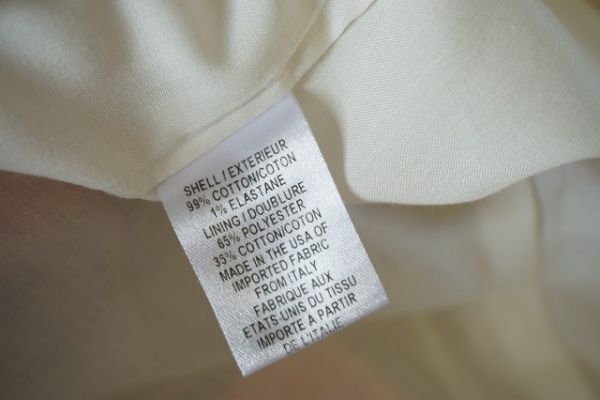 SHELL / EXTERIEUR
99% COTTON/COTON
1% ELASTANE
LINING / DOUBLURE
65% POLYESTER
35% COTTON/COTON
MADE IN THE USA OF
IMPORTED FABRIC
FROM ITALY
FABRIQUE AUX
ETATS-UNIS DU TISSU
IMPORTE A PARTIR
DE L'ITALIE